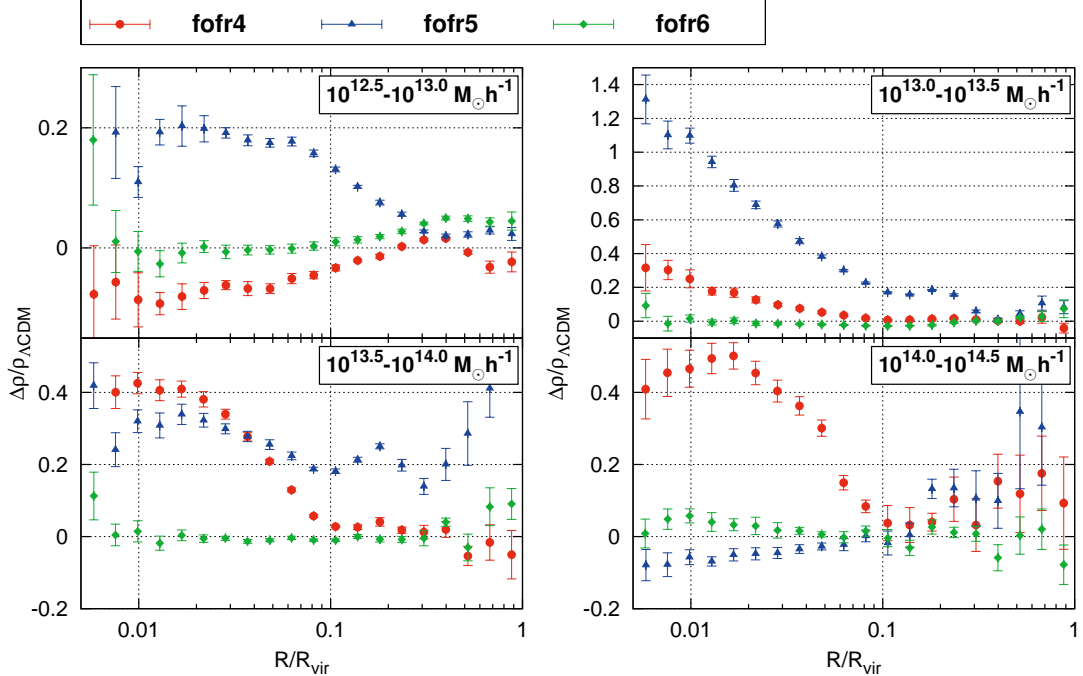 fofr4 fofr5 fofr6
10^12.5-10^13.0 M☉h^-1
0.2
0
Δρ/ρΛCDM
10^13.0-10^13.5 M☉h^-1
1.4
1.2
1
0.8
0.6
0.4
0.2
0
10^13.5-10^14.0 M☉h^-1
0.4
0.2
0
-0.2
0.01 0.1 1
R/Rvir
Δρ/ρΛCDM
10^14.0-10^14.5 M☉h^-1
0.4
0.2
0
-0.2
0.01 0.1 1
R/Rvir